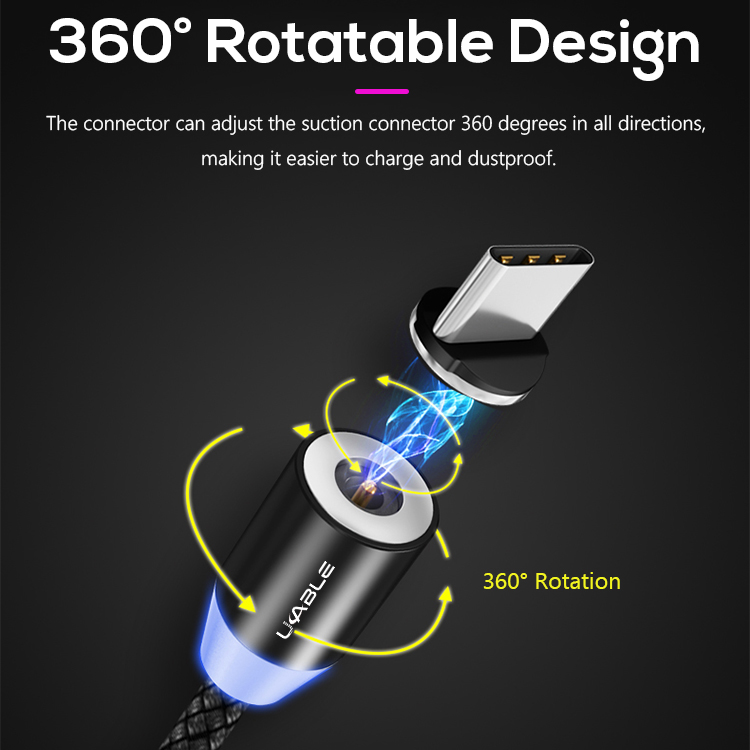 360° Rotatable Design
The connector can adjust the suction connector 360 degrees in all directions,
making it easier to charge and dustproof.
360° Rotation
UKABLE